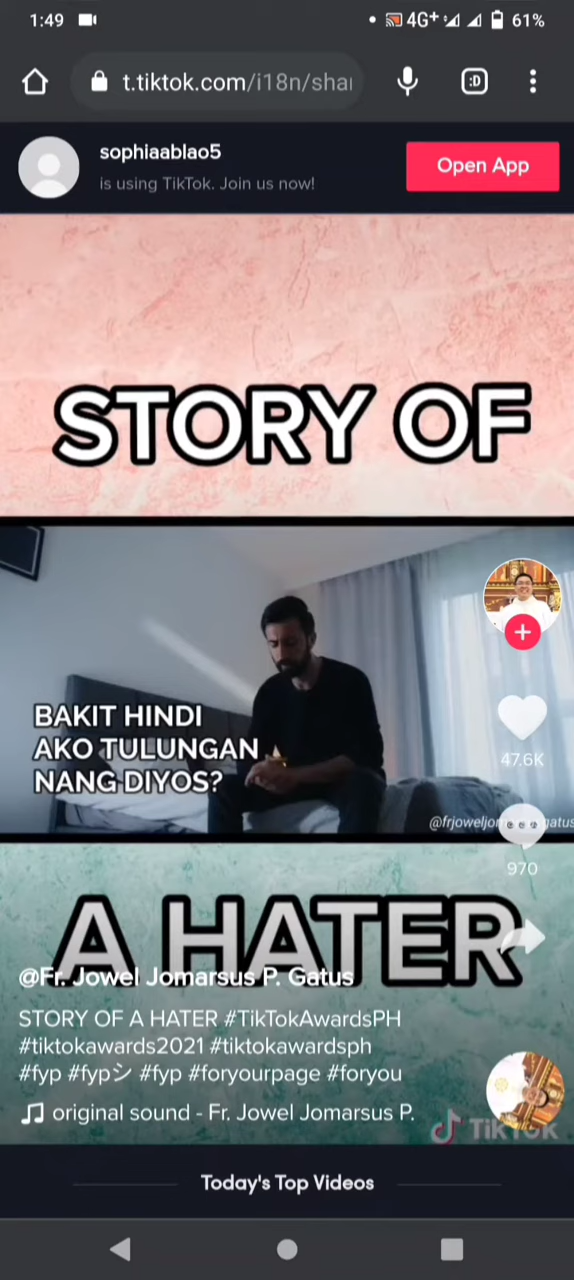 1:49
4G+
61%
t.tiktok.com/i18n/shar
sophiaablao5
is using TikTok. Join us now!
Open App
STORY OF
BAKIT HINDI
AKO TULUNGAN
NANG DIYOS?
47.6K
@frjoweljomarsusgatus
970
A HATER
@Fr. Jowel Jomarsus P. Gatus
STORY OF A HATER #TikTokAwardsPH
#tiktokawards2021 #tiktokawardsph
#fyp #fypシ #fyp #foryourpage #foryou
original sound - Fr. Jowel Jomarsus P.
TikTok
Today's Top Videos